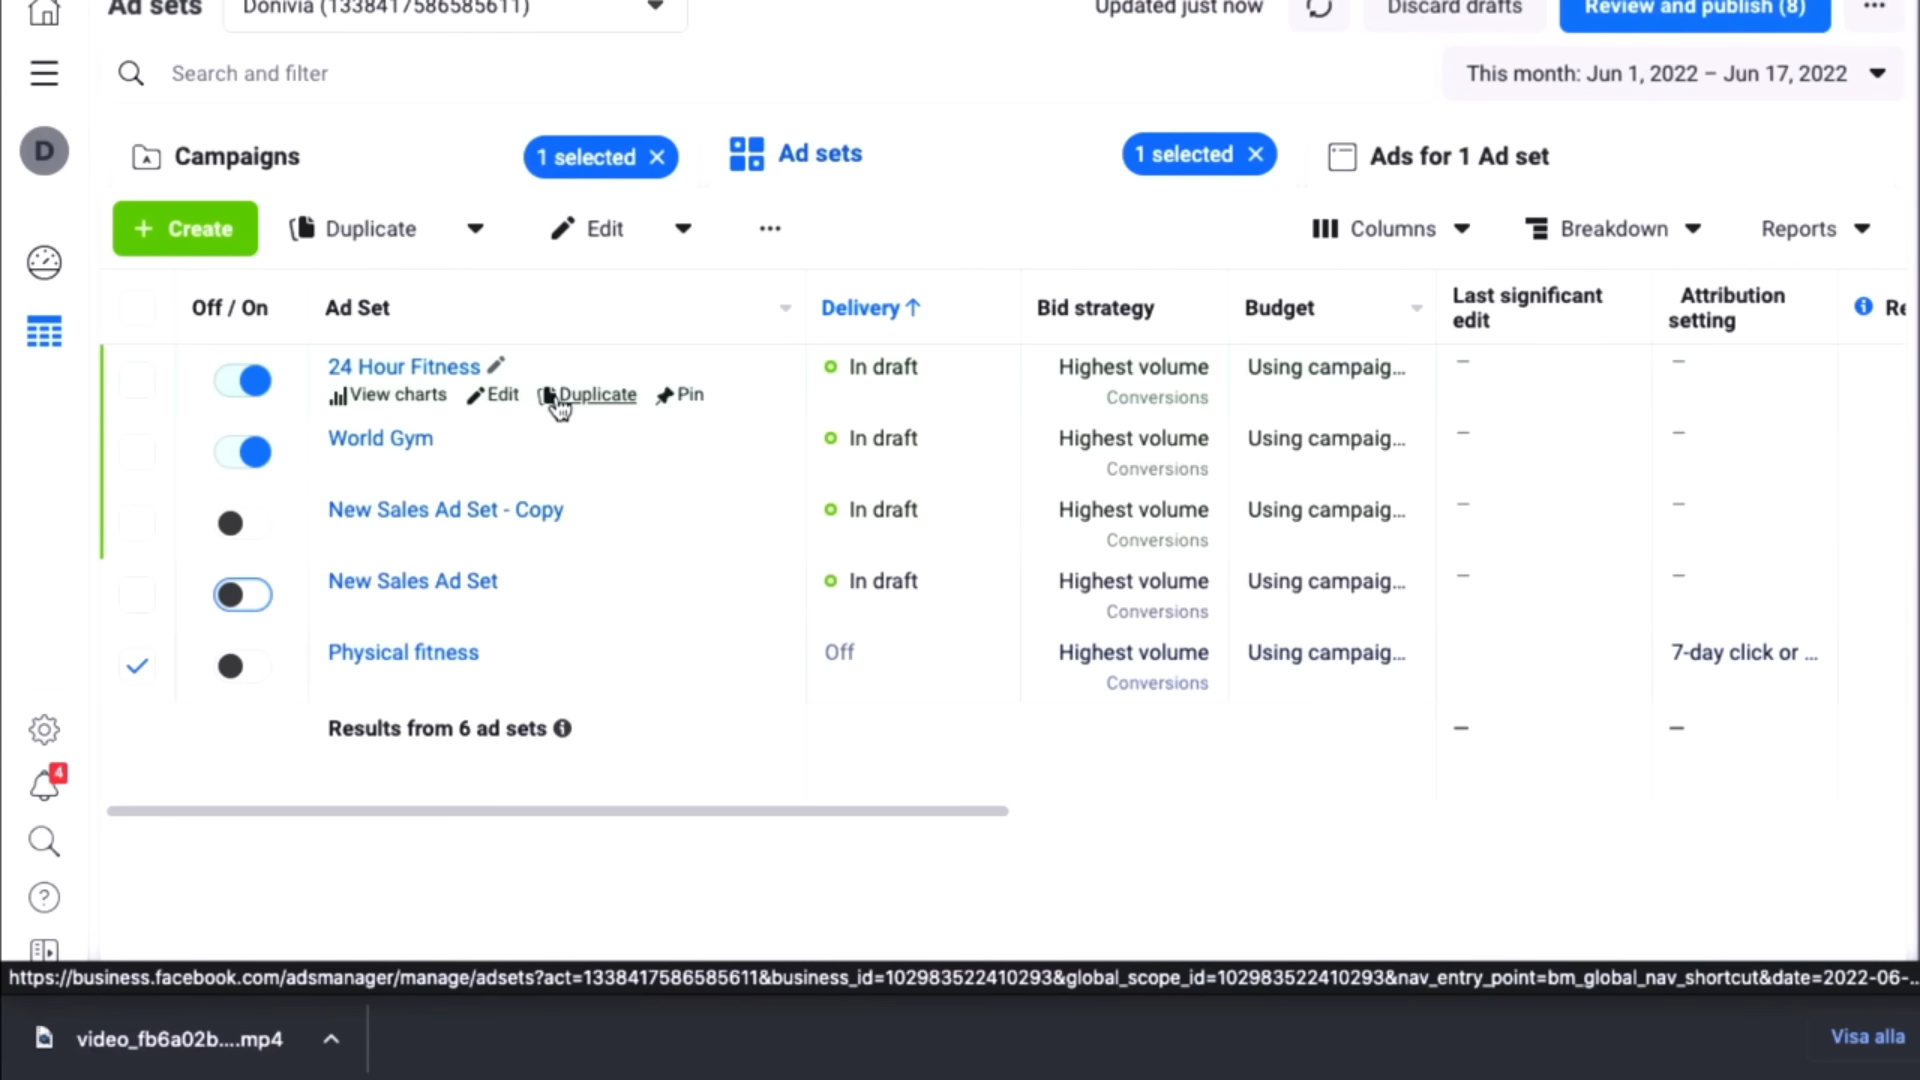 Ad sets
Donivia (1338417586585611)
Updated just now
Discard drafts
Review and publish (8)
Search and filter
This month: Jun 1, 2022 – Jun 17, 2022
D
Campaigns
1 selected
Ad sets
1 selected
Ads for 1 Ad set
+ Create
Duplicate
Edit
Columns
Breakdown
Reports
Off / On
Ad Set
Delivery ↑
Bid strategy
Budget
Last significant
edit
Attribution
setting
Re
24 Hour Fitness
In draft
Highest volume
Using campaig...
–
–
View charts
Edit
Duplicate
Pin
Conversions
World Gym
In draft
Highest volume
Using campaig...
–
–
Conversions
New Sales Ad Set - Copy
In draft
Highest volume
Using campaig...
–
–
Conversions
New Sales Ad Set
In draft
Highest volume
Using campaig...
–
–
Conversions
Physical fitness
Off
Highest volume
Using campaig...
7-day click or ...
Conversions
Results from 6 ad sets
–
–
4
https://business.facebook.com/adsmanager/manage/adsets?act=1338417586585611&business_id=102983522410293&global_scope_id=102983522410293&nav_entry_point=bm_global_nav_shortcut&date=2022-06-...
video_fb6a02b....mp4
Visa alla